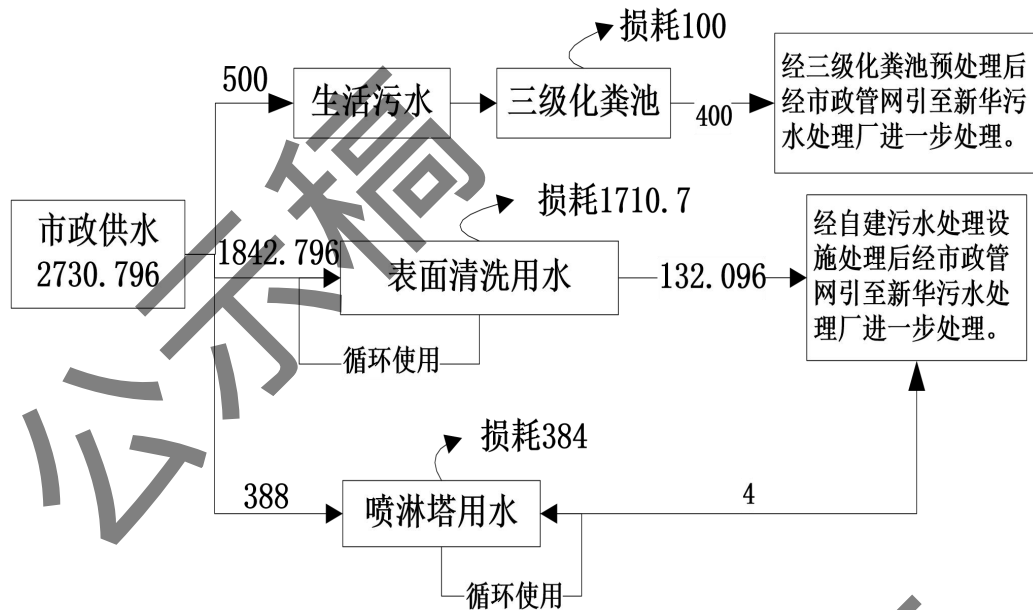 损耗100
500
生活污水
三级化粪池
400
经三级化粪池预处理后
经市政管网引至新华污
水处理厂进一步处理。
市政供水
2730.796
1842.796
损耗1710.7
表面清洗用水
132.096
经自建污水处理设
施处理后经市政管
网引至新华污水处
理厂进一步处理。
循环使用
损耗384
388
喷淋塔用水
4
循环使用
公示稿